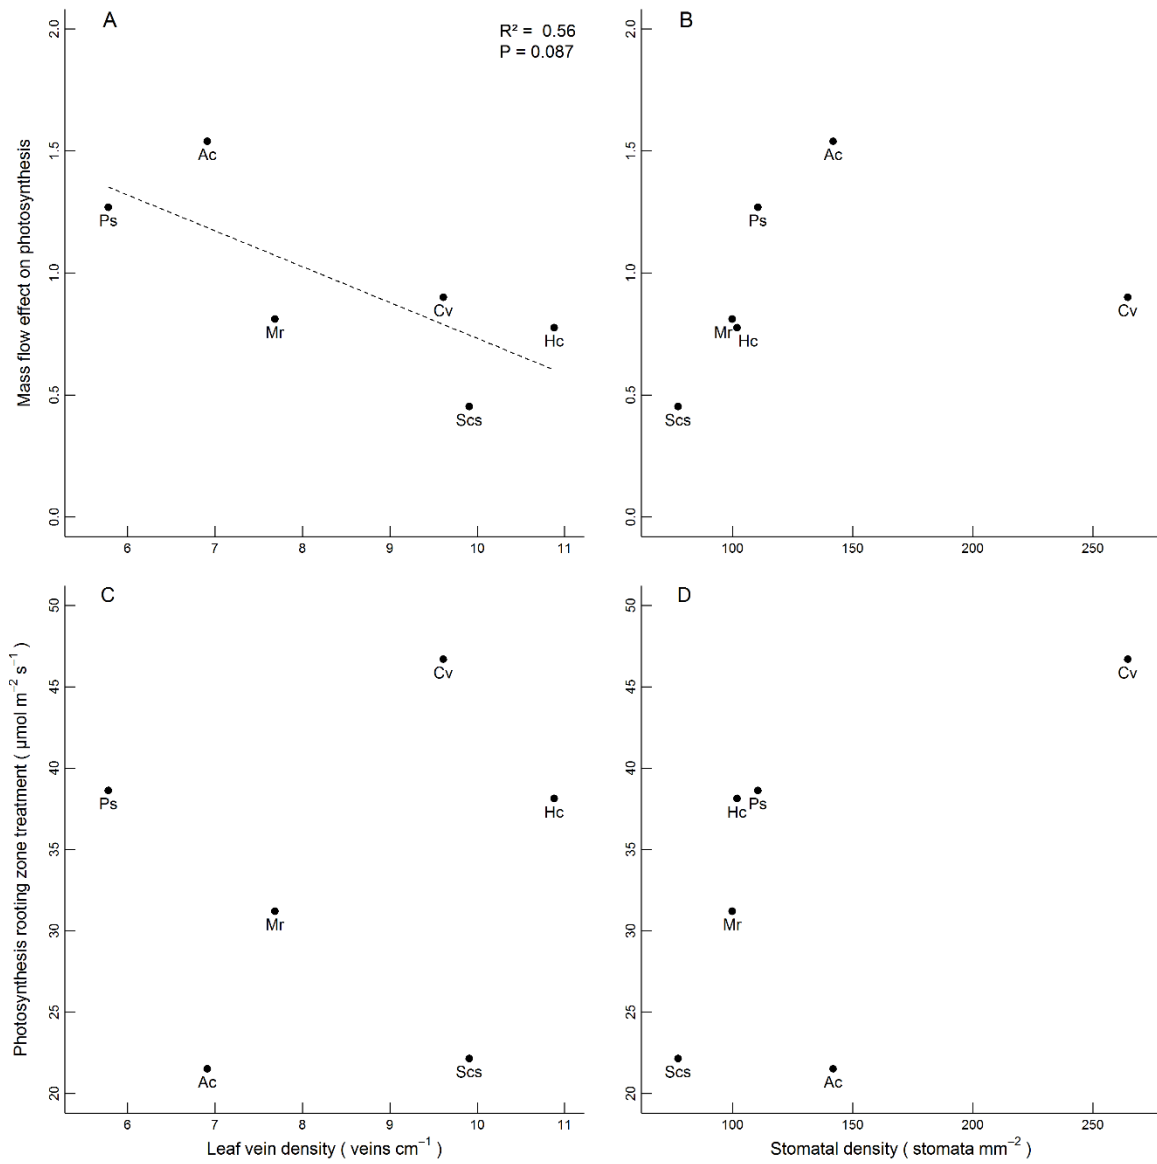 A
R² = 0.56
P = 0.087
Mass flow effect on photosynthesis
0.0 0.5 1.0 1.5 2.0
Ac
Ps
Mr
Cv
Hc
Scs
6 7 8 9 10 11
B
0.0 0.5 1.0 1.5 2.0
Ac
Ps
Cv
Mr
Hc
Scs
100 150 200 250
C
Photosynthesis rooting zone treatment ( µmol m⁻² s⁻¹ )
20 25 30 35 40 45 50
Cv
Ps
Hc
Mr
Ac
Scs
6 7 8 9 10 11
Leaf vein density ( veins cm⁻¹ )
D
20 25 30 35 40 45 50
Cv
Hc
Ps
Mr
Scs
Ac
100 150 200 250
Stomatal density ( stomata mm⁻² )